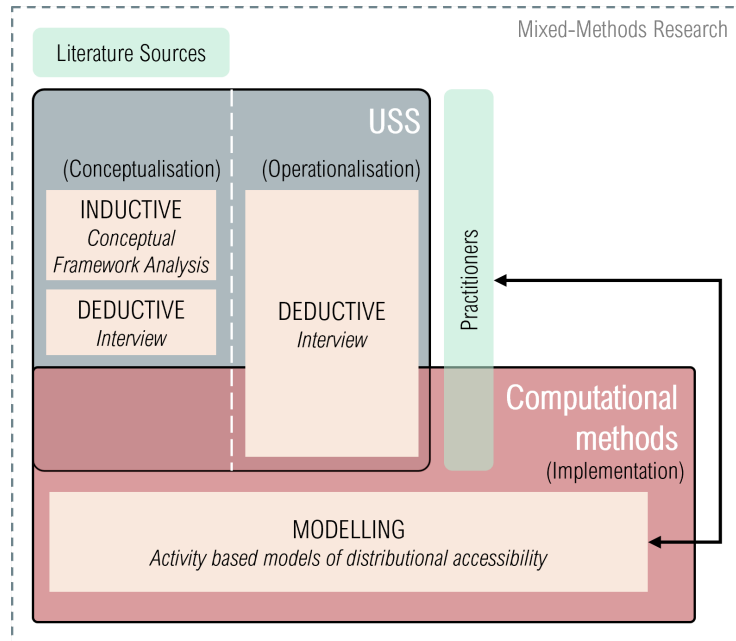 Mixed-Methods Research
Literature Sources
USS
(Conceptualisation)
(Operationalisation)
INDUCTIVE
Conceptual
Framework Analysis
DEDUCTIVE
Interview
DEDUCTIVE
Interview
Practitioners
Computational
methods
(Implementation)
MODELLING
Activity based models of distributional accessibility